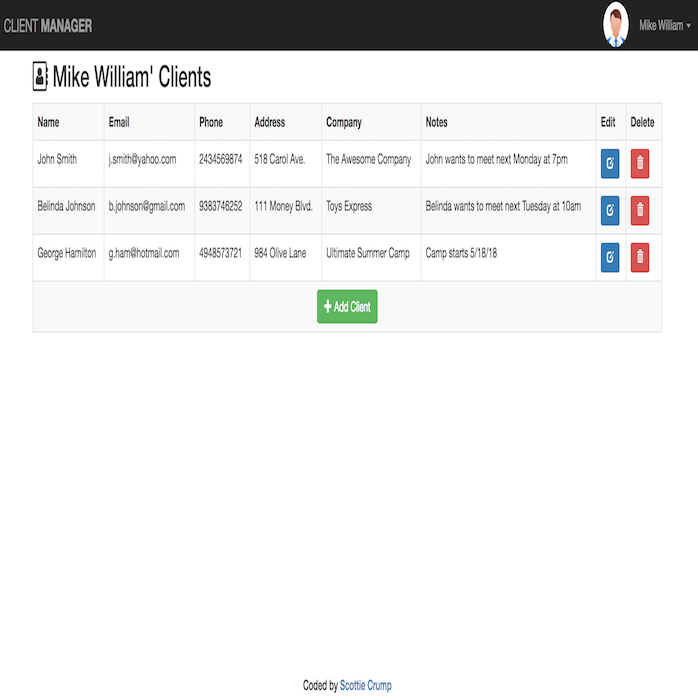 CLIENT MANAGER
Mike William
Mike William' Clients
Name Email Phone Address Company Notes Edit Delete
John Smith j.smith@yahoo.com 2434569874 518 Carol Ave. The Awesome Company John wants to meet next Monday at 7pm
Belinda Johnson b.johnson@gmail.com 9383746252 111 Money Blvd. Toys Express Belinda wants to meet next Tuesday at 10am
George Hamilton g.ham@hotmail.com 4948573721 984 Olive Lane Ultimate Summer Camp Camp starts 5/18/18
Add Client
Coded by Scottie Crump